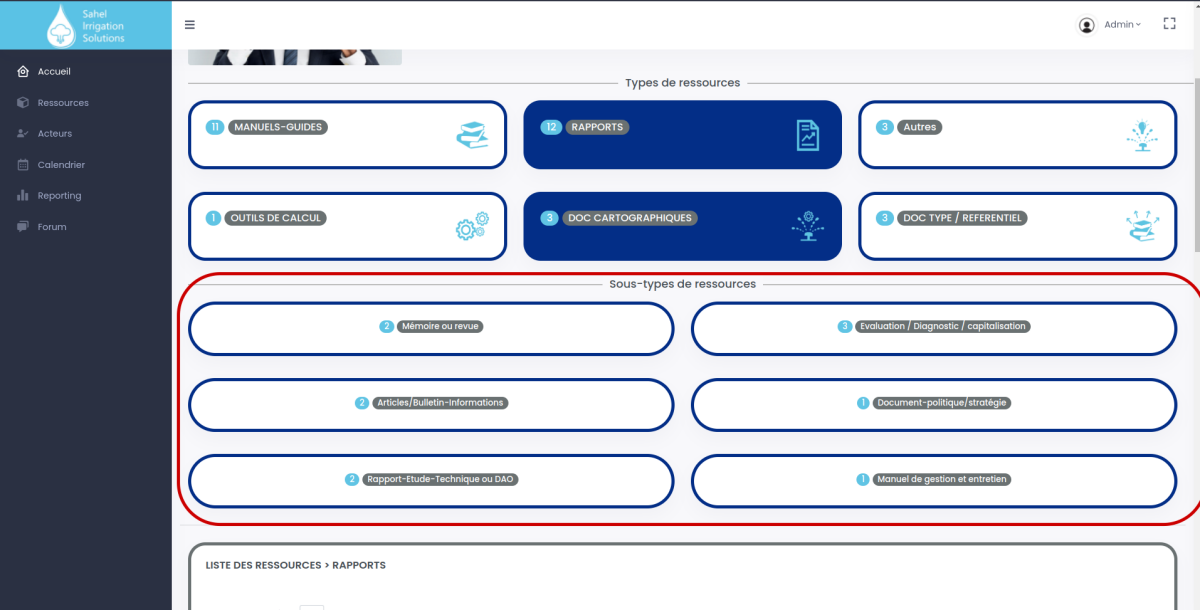 Sahel
Irrigation
Solutions
Admin
Accueil
Ressources
Acteurs
Calendrier
Reporting
Forum
Types de ressources
11 MANUELS-GUIDES
12 RAPPORTS
3 Autres
1 OUTILS DE CALCUL
3 DOC CARTOGRAPHIQUES
3 DOC TYPE / REFERENTIEL
Sous-types de ressources
2 Mémoire ou revue
3 Evaluation / Diagnostic / capitalisation
2 Articles/Bulletin-Informations
1 Document-politique/stratégie
2 Rapport-Etude-Technique ou DAO
1 Manuel de gestion et entretien
LISTE DES RESSOURCES > RAPPORTS